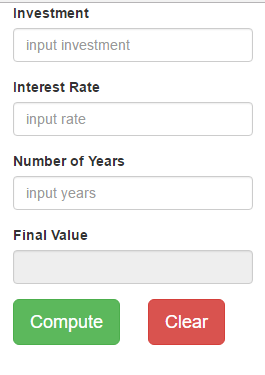 Investment
input investment
Interest Rate
input rate
Number of Years
input years
Final Value
Compute Clear